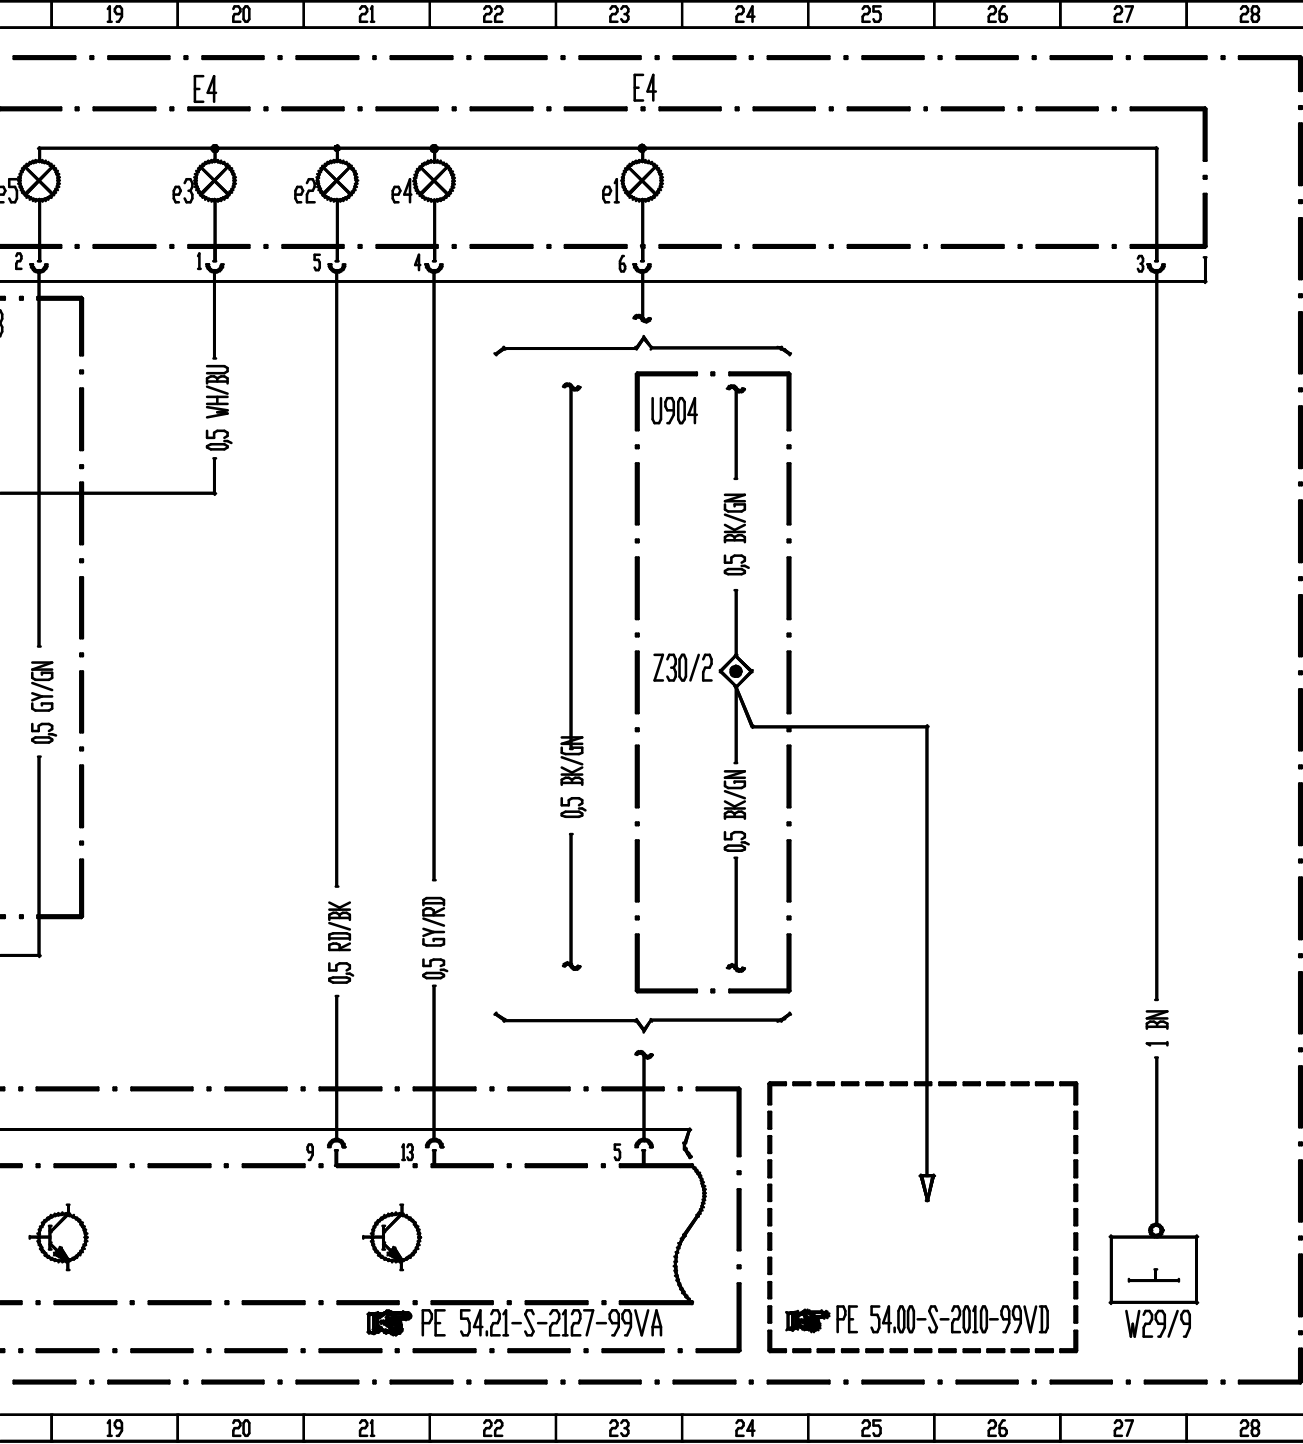 19 20 21 22 23 24 25 26 27 28
E4 E4
e5 e3 e2 e4 e1
2 1 5 4 6 3
U904
0,5 WH/BU
0,5 BK/GN
Z30/2
0,5 GY/GN
0,5 BK/GN
0,5 BK/GN
0,5 RD/BK
0,5 GY/RD
1 BN
9 13 5
PE 54.21-S-2127-99VA
PE 54.00-S-2010-99VD
W29/9
19 20 21 22 23 24 25 26 27 28